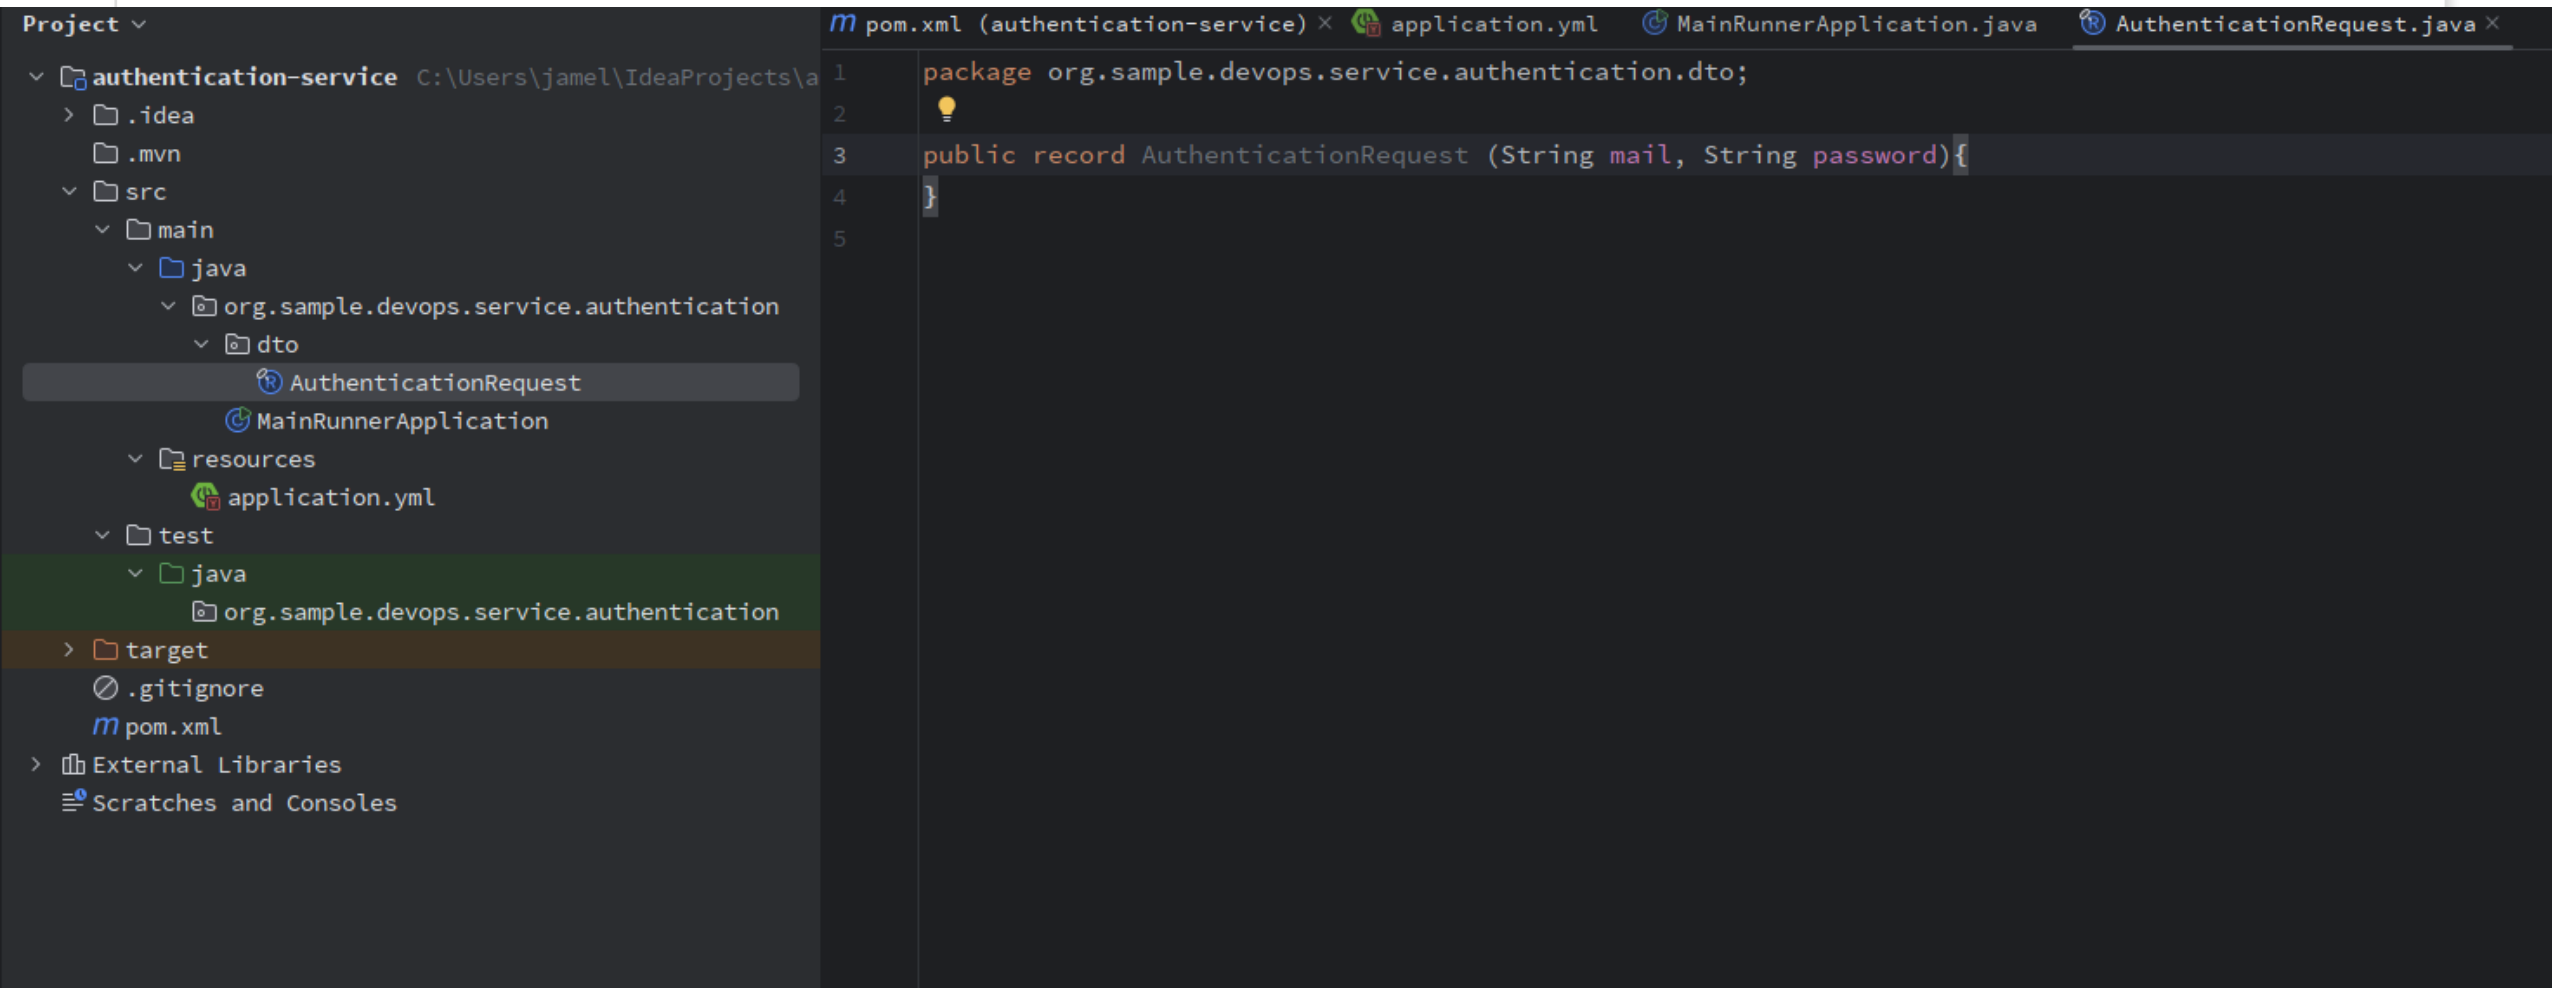 Project
authentication-service C:\Users\jamel\IdeaProjects\a
.idea
.mvn
src
main
java
org.sample.devops.service.authentication
dto
AuthenticationRequest
MainRunnerApplication
resources
application.yml
test
java
org.sample.devops.service.authentication
target
.gitignore
pom.xml
External Libraries
Scratches and Consoles
pom.xml (authentication-service) application.yml MainRunnerApplication.java AuthenticationRequest.java
1 package org.sample.devops.service.authentication.dto;
2
3 public record AuthenticationRequest (String mail, String password){
4 }
5